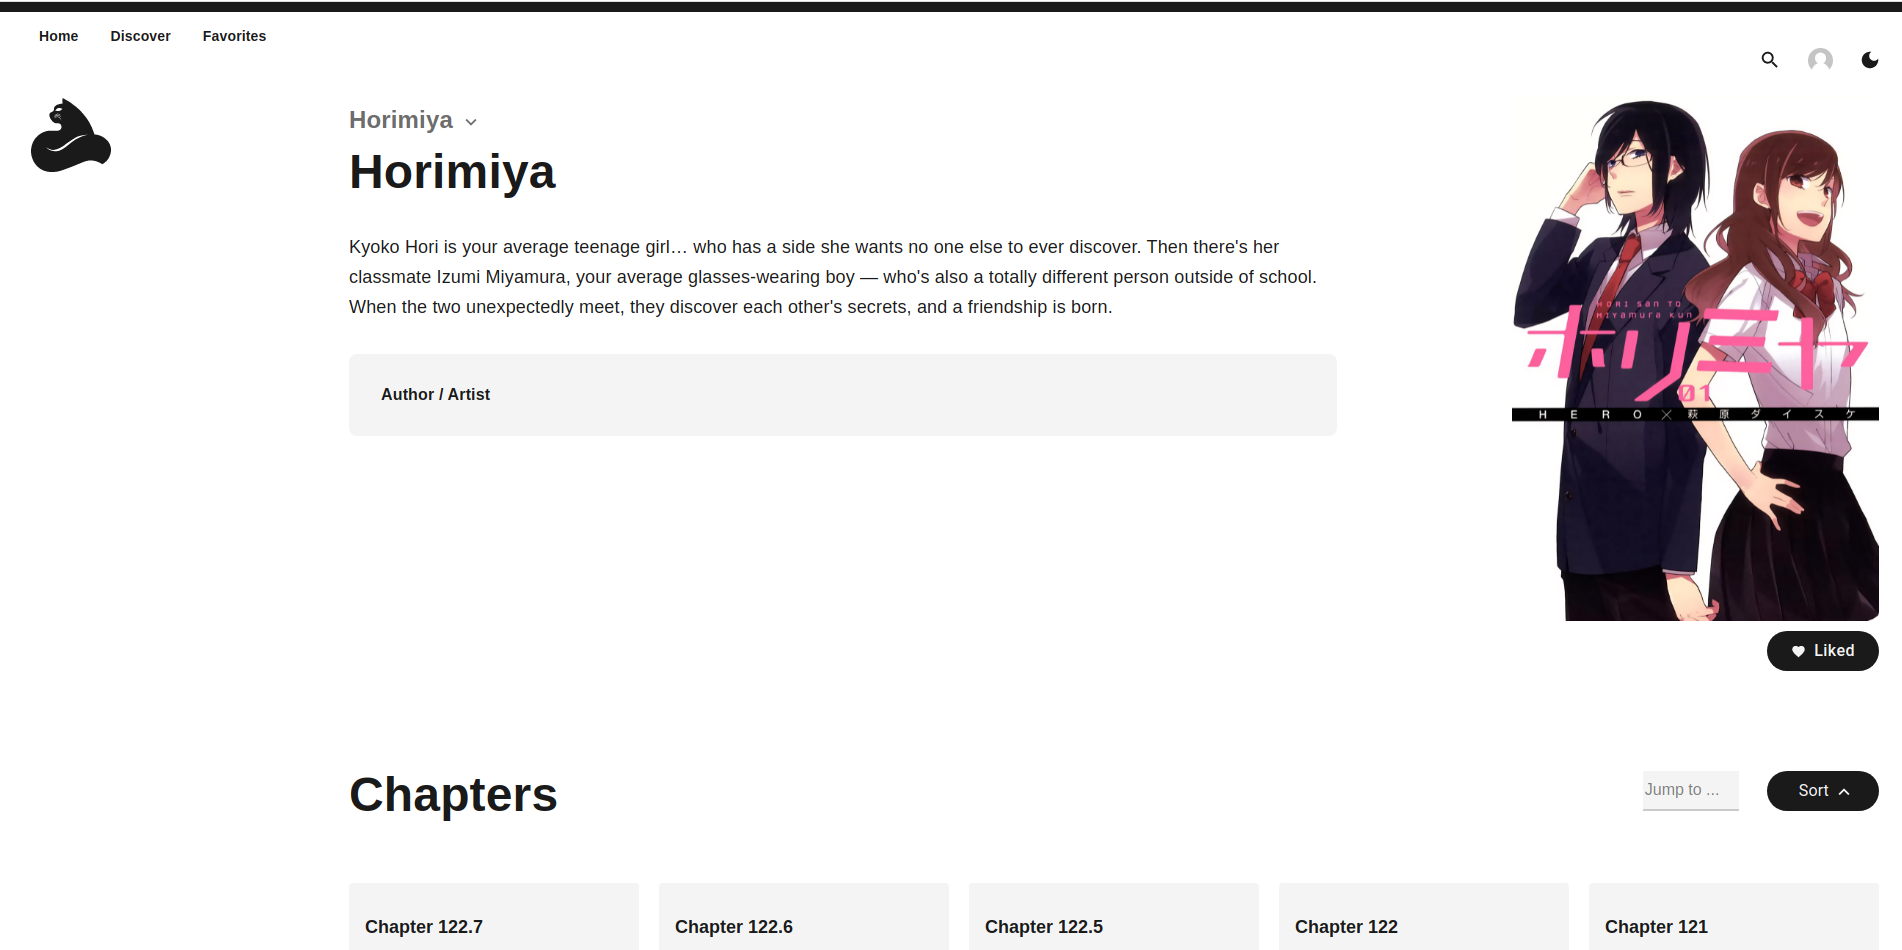 Home Discover Favorites
Horimiya
Horimiya
Kyoko Hori is your average teenage girl… who has a side she wants no one else to ever discover. Then there's her
classmate Izumi Miyamura, your average glasses-wearing boy — who's also a totally different person outside of school.
When the two unexpectedly meet, they discover each other's secrets, and a friendship is born.
Author / Artist
HORI San TO
MIYamura Kun
ホリミヤ
01
HERO×萩原ダイスケ
Liked
Chapters
Jump to ...
Sort
Chapter 122.7
Chapter 122.6
Chapter 122.5
Chapter 122
Chapter 121